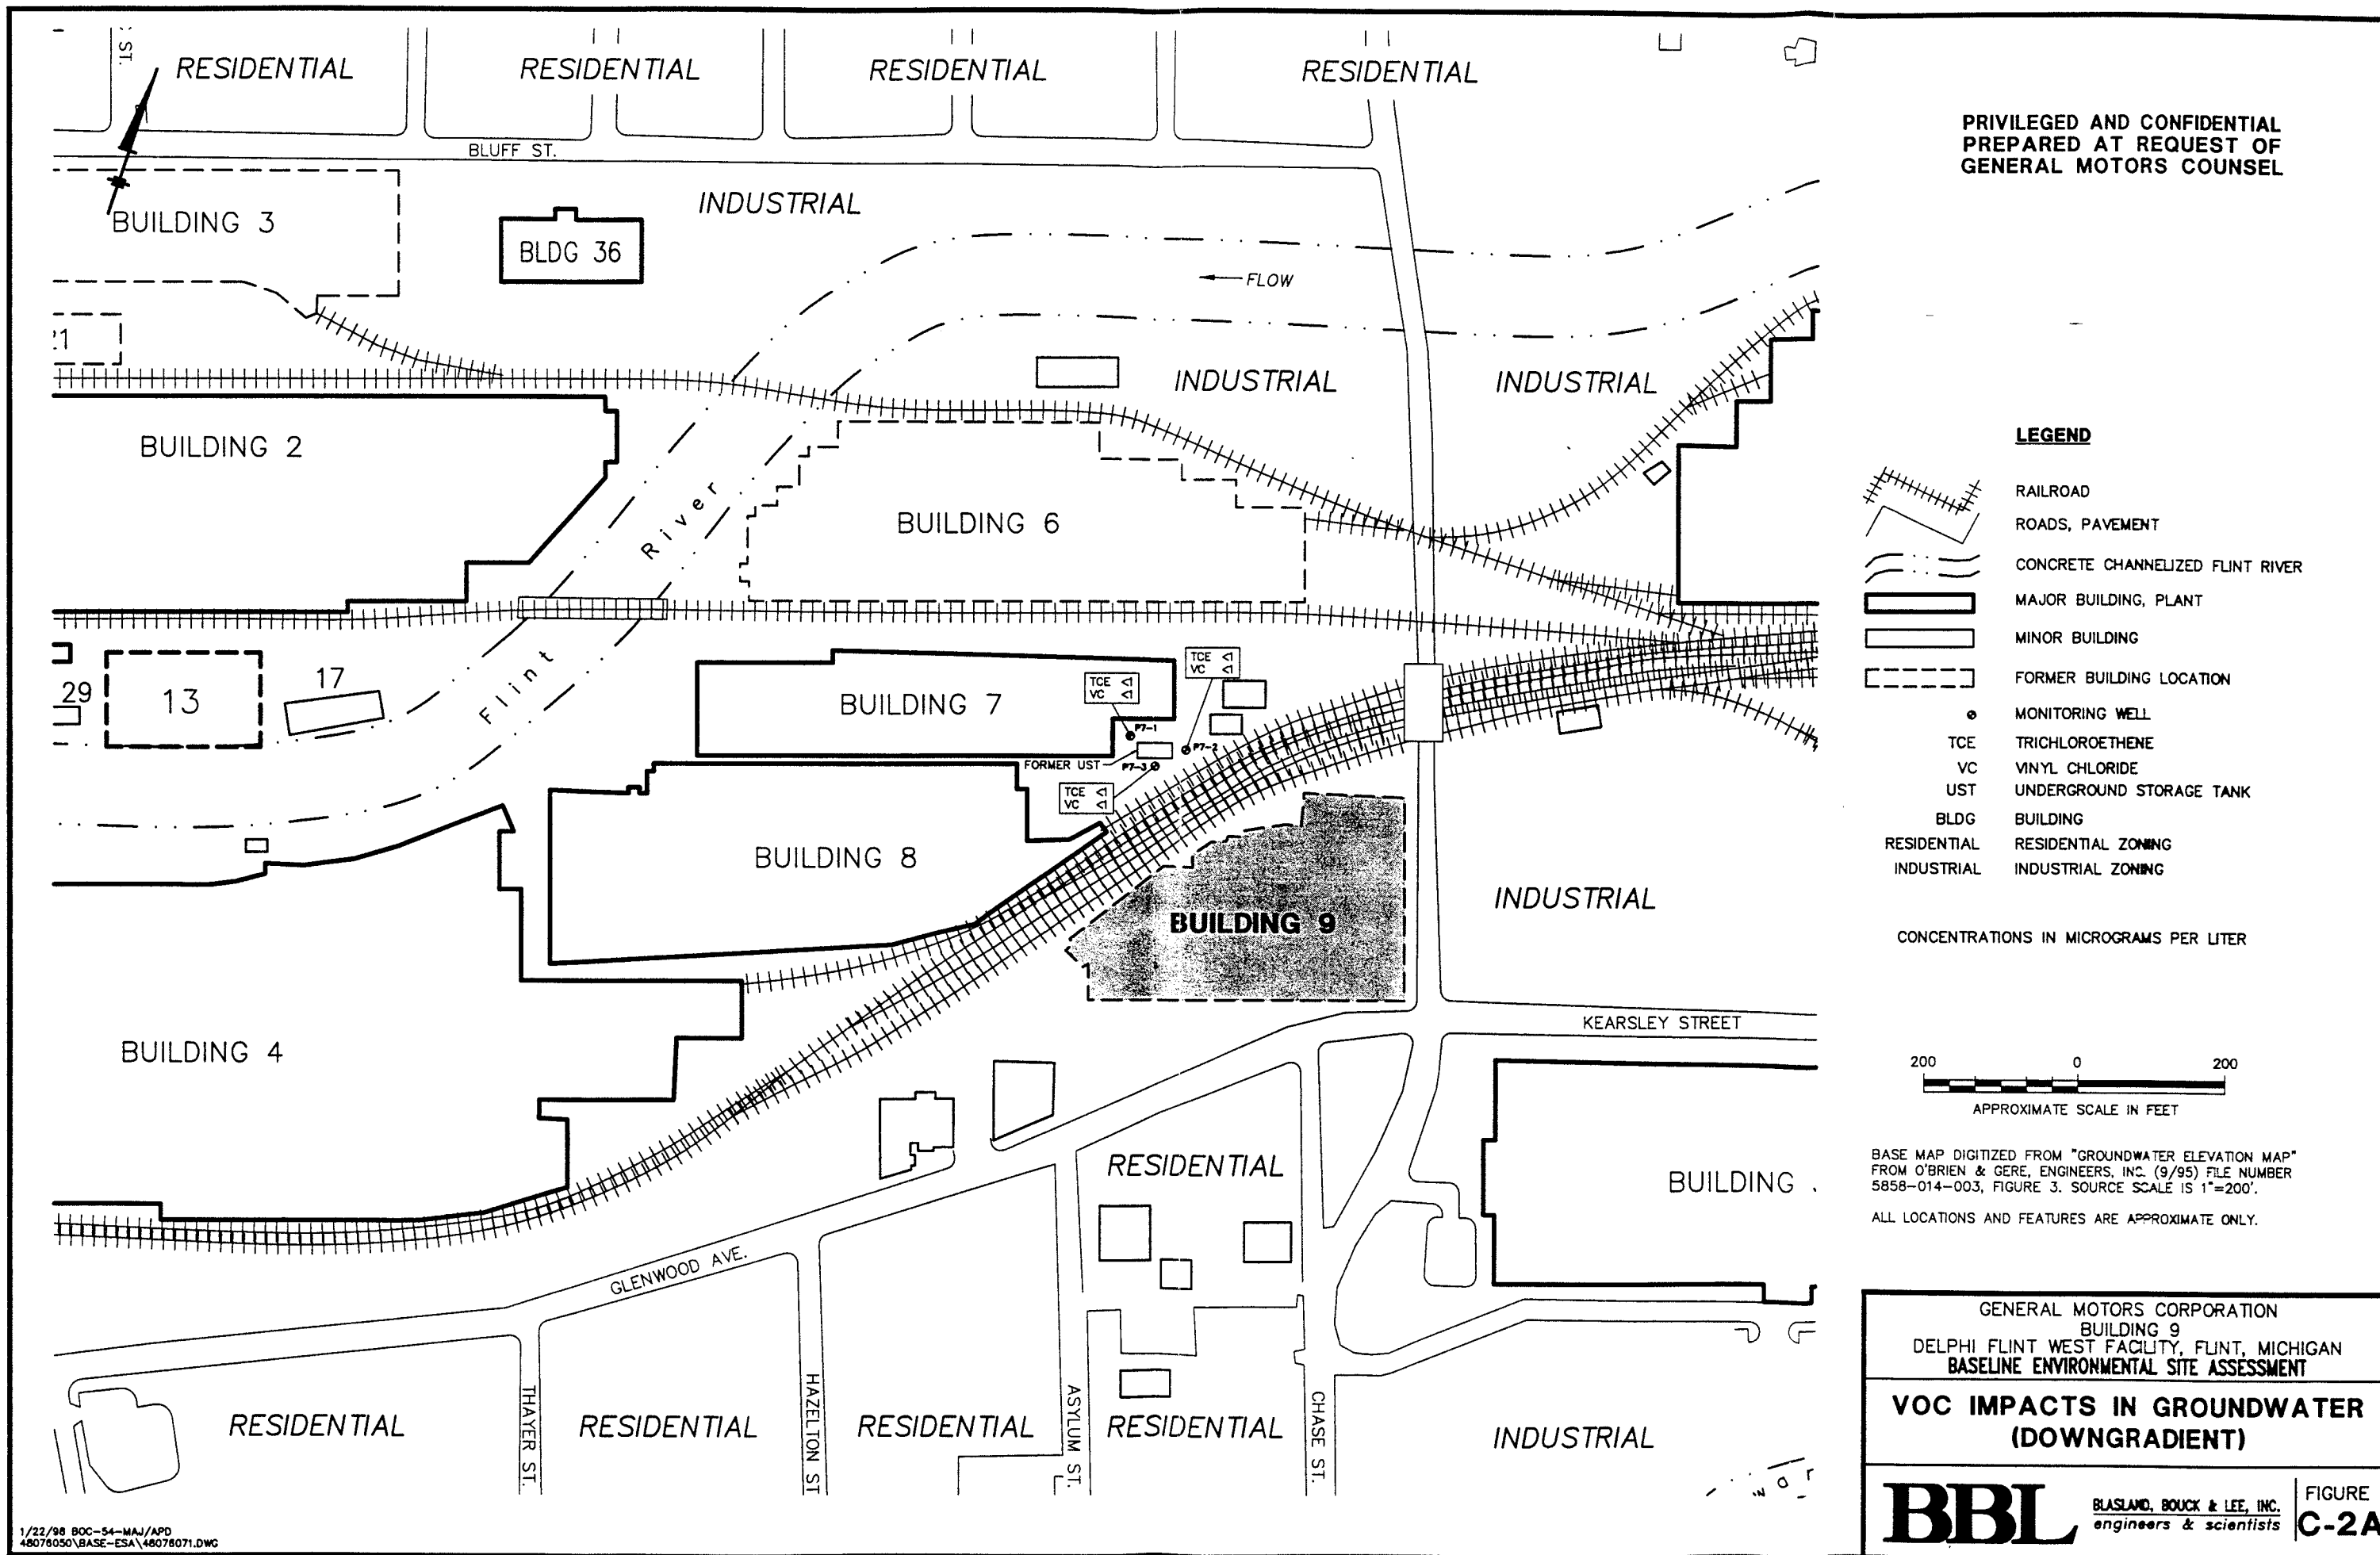 : ST.
RESIDENTIAL
RESIDENTIAL
RESIDENTIAL
RESIDENTIAL
BLUFF ST.
BUILDING 3
BLDG 36
INDUSTRIAL
FLOW
INDUSTRIAL
INDUSTRIAL
BUILDING 2
BUILDING 6
Flint River
29
13
17
BUILDING 7
TCE <1
VC <1
TCE <1
VC <1
P7-1
P7-2
FORMER UST
P7-3
TCE <1
VC <1
BUILDING 8
BUILDING 9
INDUSTRIAL
BUILDING 4
KEARSLEY STREET
RESIDENTIAL
BUILDING
GLENWOOD AVE.
THAYER ST.
HAZELTON ST
ASYLUM ST.
CHASE ST.
RESIDENTIAL
RESIDENTIAL
RESIDENTIAL
RESIDENTIAL
INDUSTRIAL
1/22/98 BOC-54-MAJ/APD
48076050\BASE-ESA\48076071.DWG
PRIVILEGED AND CONFIDENTIAL
PREPARED AT REQUEST OF
GENERAL MOTORS COUNSEL
LEGEND
RAILROAD
ROADS, PAVEMENT
CONCRETE CHANNELIZED FLINT RIVER
MAJOR BUILDING, PLANT
MINOR BUILDING
FORMER BUILDING LOCATION
MONITORING WELL
TCE TRICHLOROETHENE
VC VINYL CHLORIDE
UST UNDERGROUND STORAGE TANK
BLDG BUILDING
RESIDENTIAL RESIDENTIAL ZONING
INDUSTRIAL INDUSTRIAL ZONING
CONCENTRATIONS IN MICROGRAMS PER LITER
200 0 200
APPROXIMATE SCALE IN FEET
BASE MAP DIGITIZED FROM "GROUNDWATER ELEVATION MAP"
FROM O'BRIEN & GERE, ENGINEERS, INC. (9/95) FILE NUMBER
5858-014-003, FIGURE 3. SOURCE SCALE IS 1"=200'.
ALL LOCATIONS AND FEATURES ARE APPROXIMATE ONLY.
GENERAL MOTORS CORPORATION
BUILDING 9
DELPHI FLINT WEST FACILITY, FLINT, MICHIGAN
BASELINE ENVIRONMENTAL SITE ASSESSMENT
VOC IMPACTS IN GROUNDWATER
(DOWNGRADIENT)
BBL
BLASLAND, BOUCK & LEE, INC.
engineers & scientists
FIGURE
C-2A